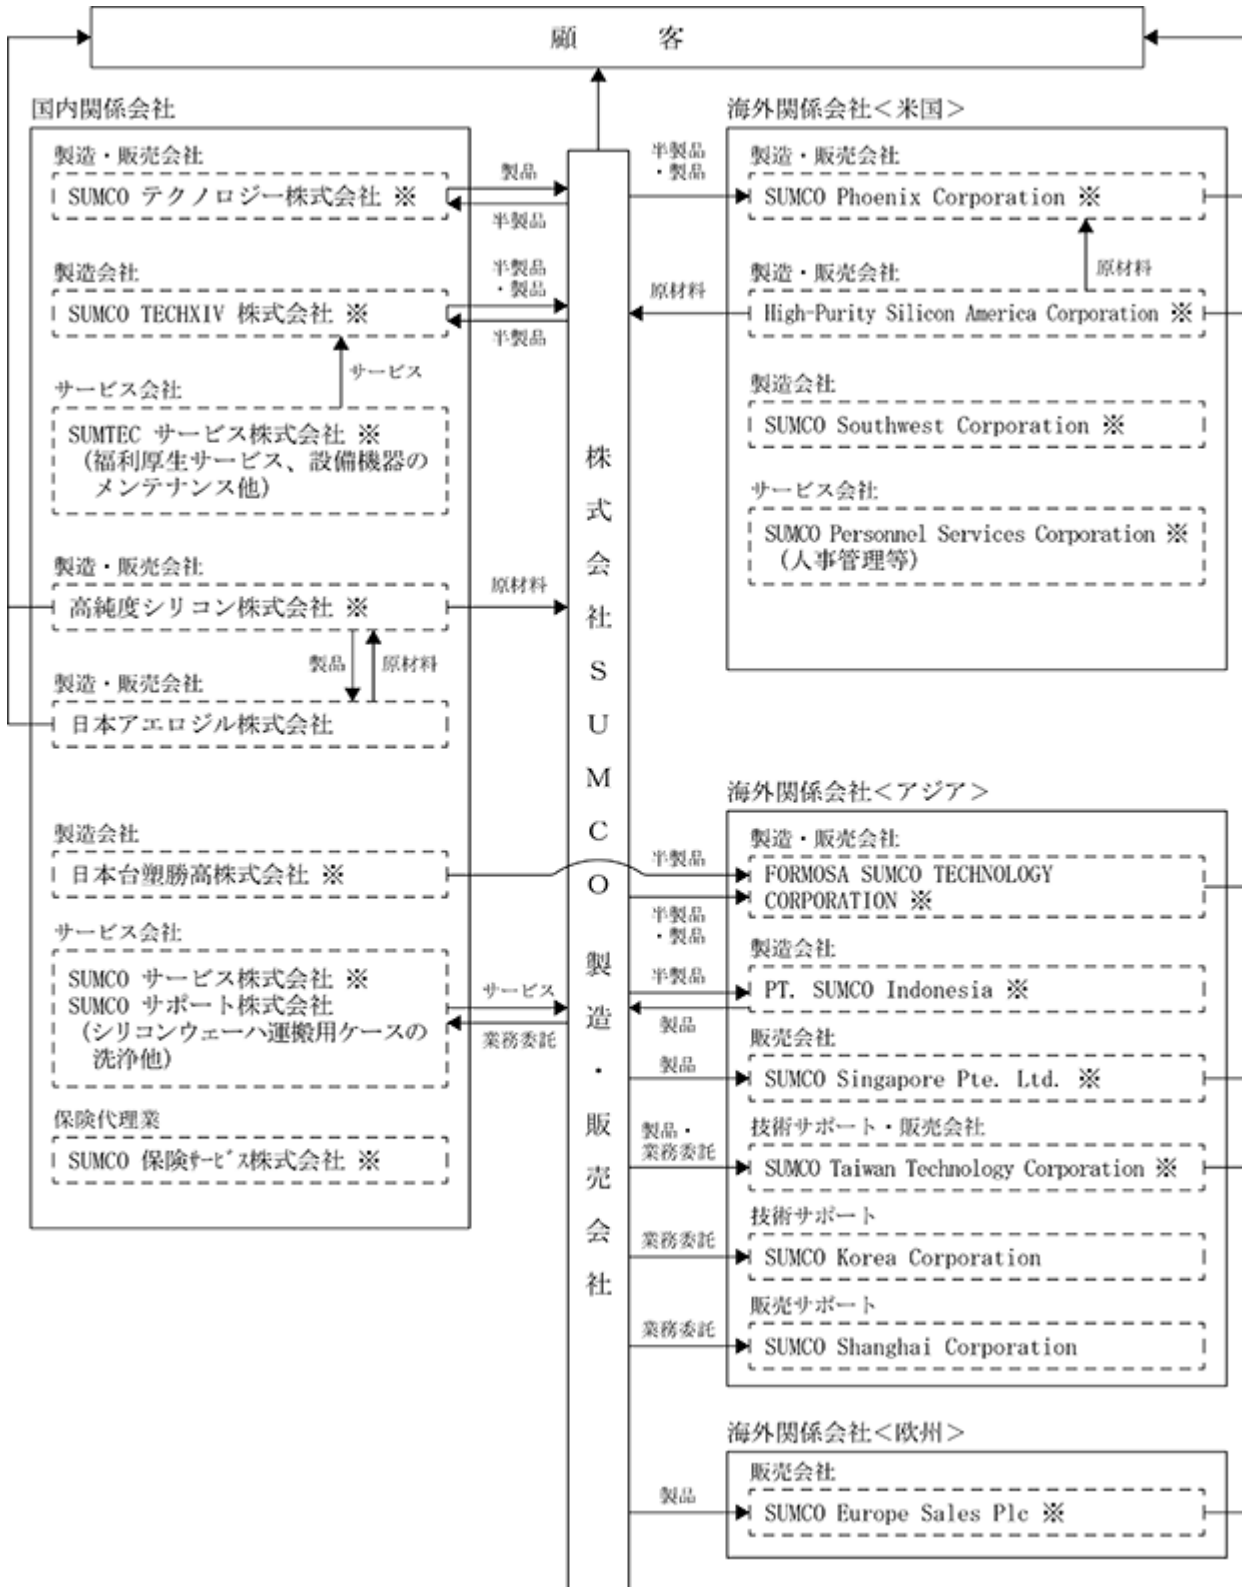 顧客
国内関係会社
製造・販売会社
SUMCO テクノロジー株式会社 ※
製品
半製品
製造会社
SUMCO TECHXIV 株式会社 ※
半製品
・製品
半製品
サービス
サービス会社
SUMTEC サービス株式会社 ※
（福利厚生サービス、設備機器の
メンテナンス他）
製造・販売会社
高純度シリコン株式会社 ※
原材料
製品
原材料
製造・販売会社
日本アエロジル株式会社
製造会社
日本台塑勝高株式会社 ※
サービス会社
SUMCO サービス株式会社 ※
SUMCO サポート株式会社
（シリコンウェーハ運搬用ケースの
洗浄他）
サービス
業務委託
保険代理業
SUMCO 保険ｻｰﾋﾞｽ株式会社 ※
株式会社SUMCO 製造・販売会社
海外関係会社＜米国＞
製造・販売会社
半製品
・製品
SUMCO Phoenix Corporation ※
原材料
製造・販売会社
原材料
High-Purity Silicon America Corporation ※
製造会社
SUMCO Southwest Corporation ※
サービス会社
SUMCO Personnel Services Corporation ※
（人事管理等）
海外関係会社＜アジア＞
製造・販売会社
半製品
FORMOSA SUMCO TECHNOLOGY
CORPORATION ※
半製品
・製品
製造会社
半製品
PT. SUMCO Indonesia ※
製品
販売会社
製品
SUMCO Singapore Pte. Ltd. ※
技術サポート・販売会社
製品・
業務委託
SUMCO Taiwan Technology Corporation ※
技術サポート
業務委託
SUMCO Korea Corporation
販売サポート
業務委託
SUMCO Shanghai Corporation
海外関係会社＜欧州＞
販売会社
製品
SUMCO Europe Sales Plc ※